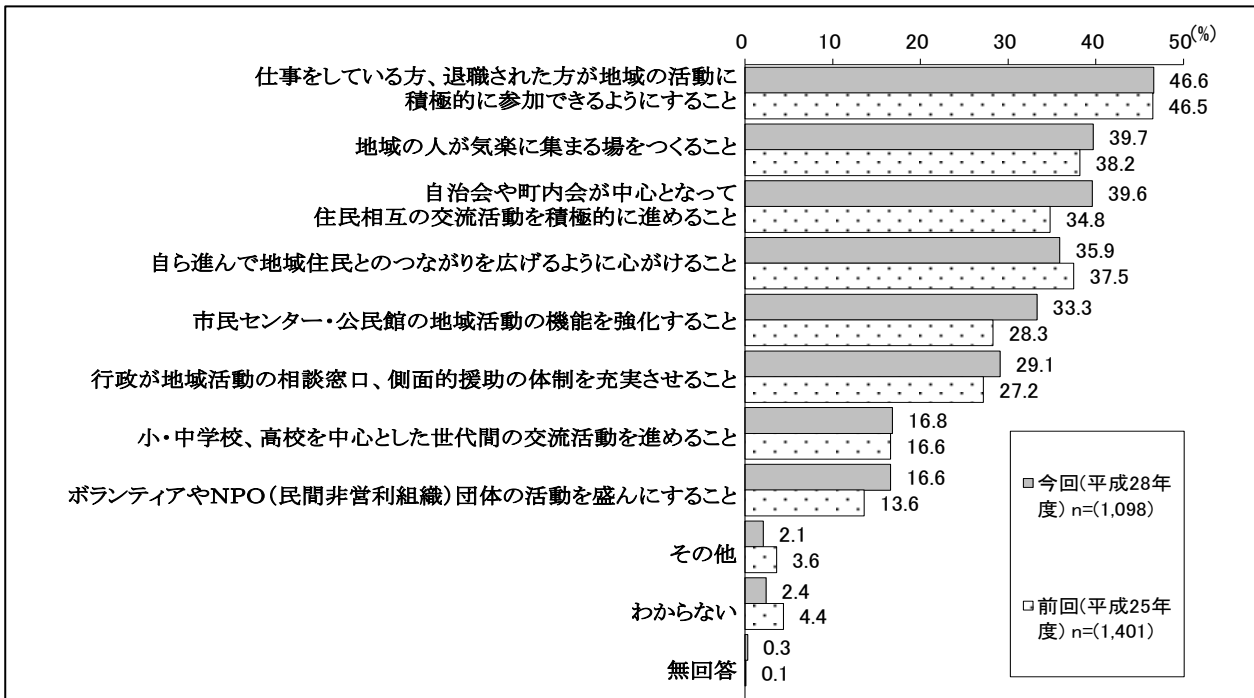 0 10 20 30 40 50 (%)
仕事をしている方、退職された方が地域の活動に
積極的に参加できるようにすること
46.6
46.5
地域の人が気楽に集まる場をつくること
39.7
38.2
自治会や町内会が中心となって
住民相互の交流活動を積極的に進めること
39.6
34.8
自ら進んで地域住民とのつながりを広げるように心がけること
35.9
37.5
市民センター・公民館の地域活動の機能を強化すること
33.3
28.3
行政が地域活動の相談窓口、側面的援助の体制を充実させること
29.1
27.2
小・中学校、高校を中心とした世代間の交流活動を進めること
16.8
16.6
ボランティアやNPO(民間非営利組織)団体の活動を盛んにすること
16.6
13.6
その他
2.1
3.6
わからない
2.4
4.4
無回答
0.3
0.1
今回(平成28年
度) n=(1,098)
前回(平成25年
度) n=(1,401)